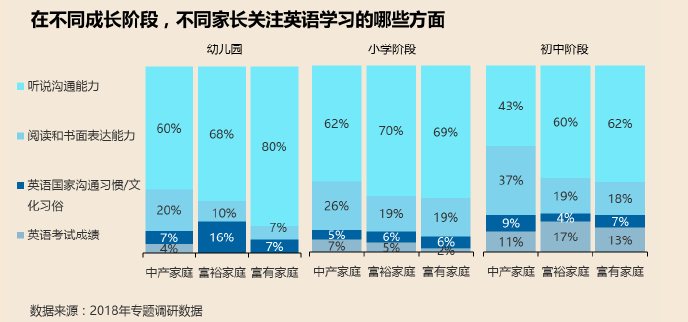 在不同成长阶段，不同家长关注英语学习的哪些方面
幼儿园
小学阶段
初中阶段
听说沟通能力
阅读和书面表达能力
英语国家沟通习惯/文
化习俗
英语考试成绩
60% 68% 80%
20% 10% 7%
7% 16% 7%
4%
62% 70% 69%
26% 19% 19%
5% 6% 6%
7% 5% 2%
43% 60% 62%
37% 19% 18%
9% 4% 7%
11% 17% 13%
中产家庭 富裕家庭 富有家庭
中产家庭 富裕家庭 富有家庭
中产家庭 富裕家庭 富有家庭
数据来源：2018年专题调研数据